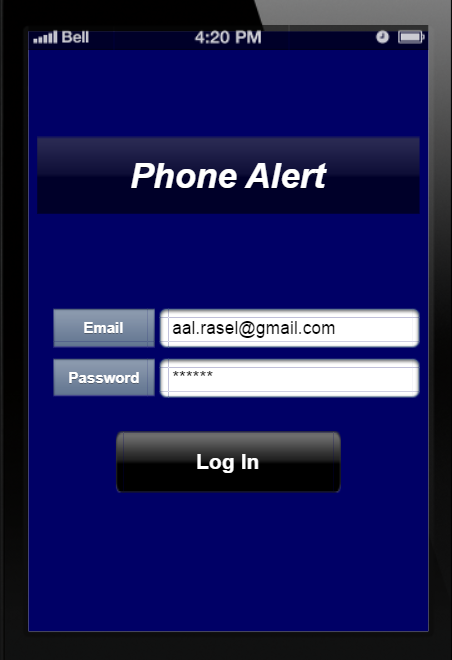 Bell 4:20 PM
Phone Alert
Email aal.rasel@gmail.com
Password ******
Log In